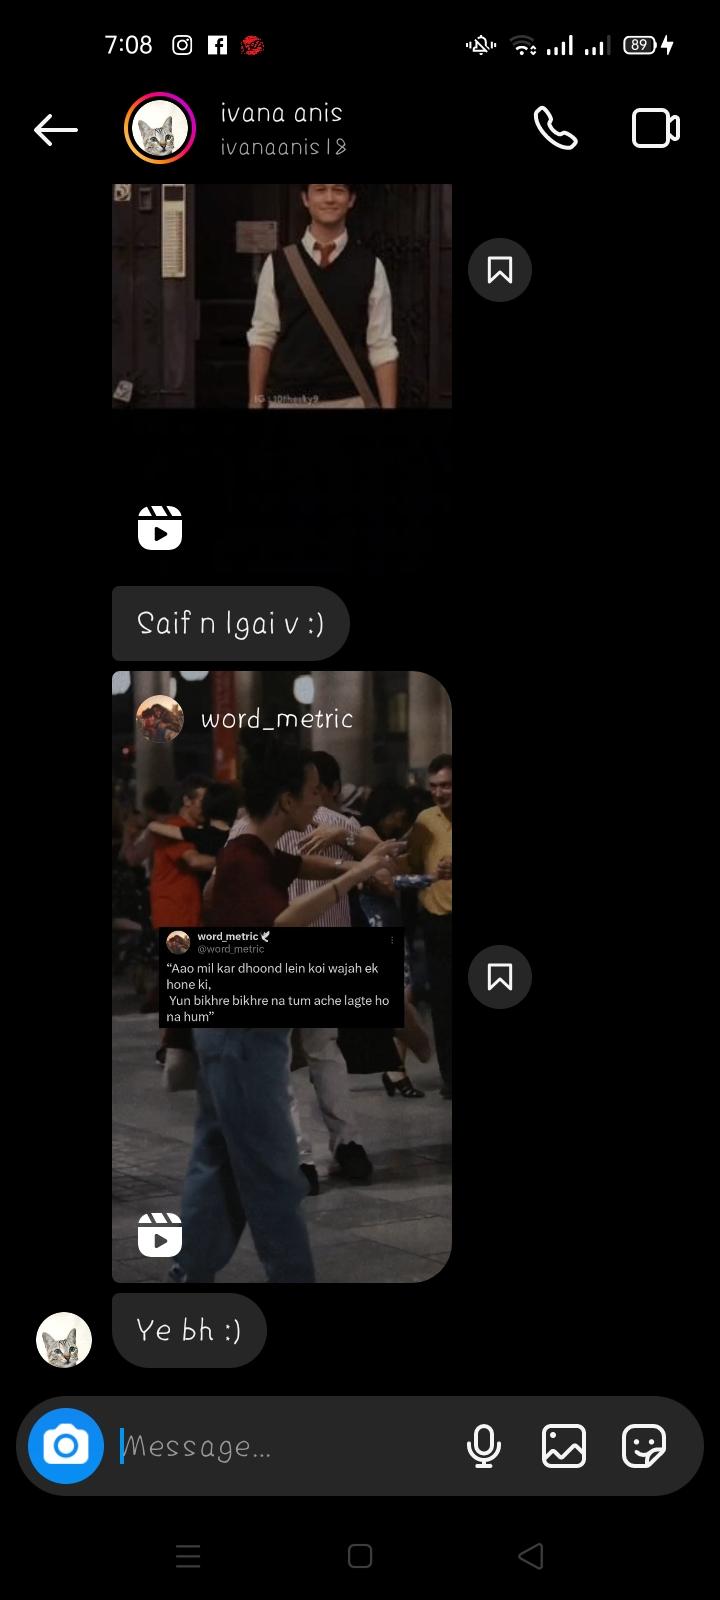 7:08
89
ivana anis
ivanaanis18
IG : 10thesky9
Saif n lgai v :)
word_metric
word_metric
@word_metric
“Aao mil kar dhoond lein koi wajah ek
hone ki,
Yun bikhre bikhre na tum ache lagte ho
na hum”
Ye bh :)
Message...